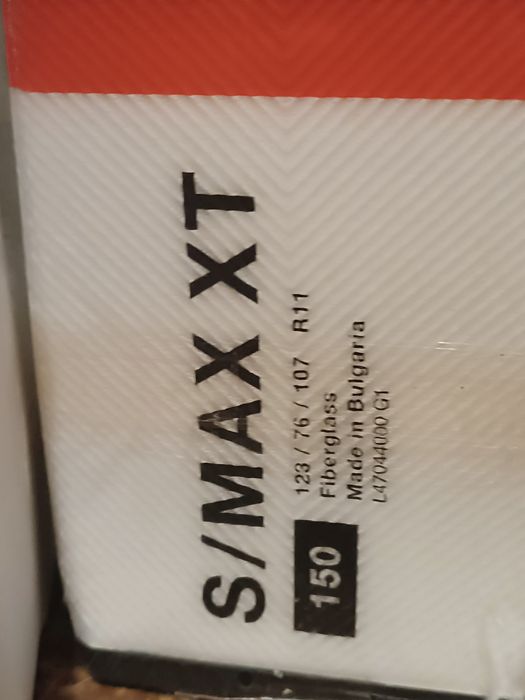 S/MAX XT
150
123 / 76 / 107 R11
Fiberglass
Made in Bulgaria
L47044000 G1